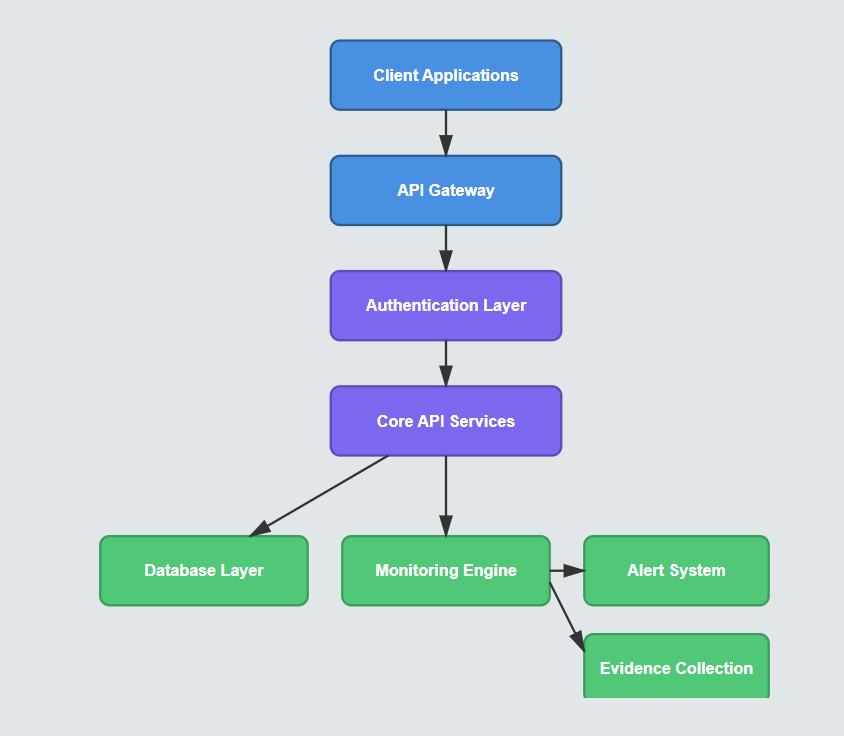 Client Applications
API Gateway
Authentication Layer
Core API Services
Database Layer
Monitoring Engine
Alert System
Evidence Collection